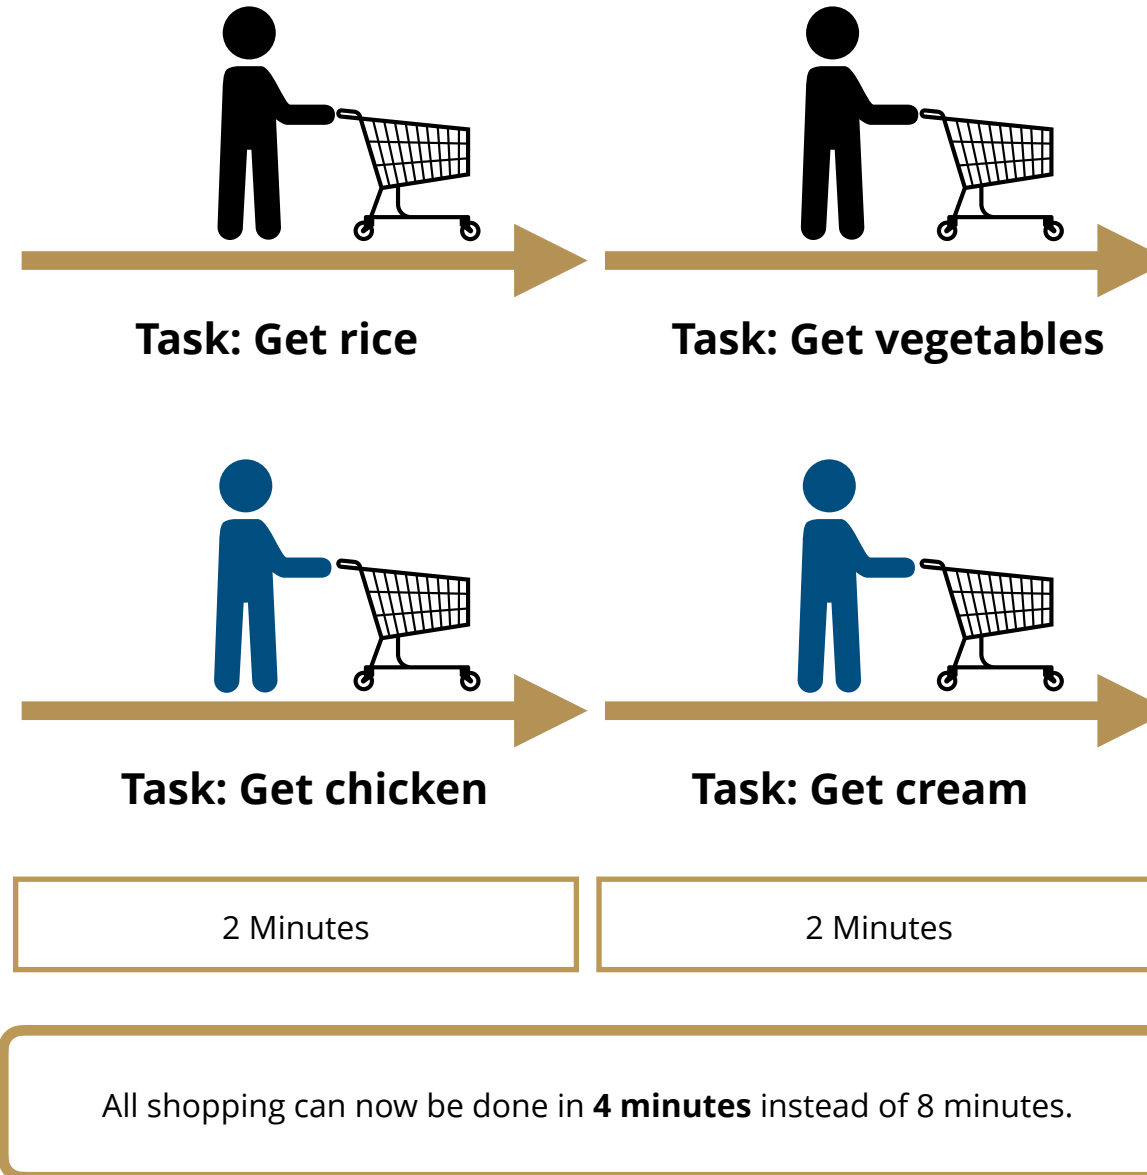 Task: Get rice
Task: Get vegetables
Task: Get chicken
Task: Get cream
2 Minutes
2 Minutes
All shopping can now be done in 4 minutes instead of 8 minutes.